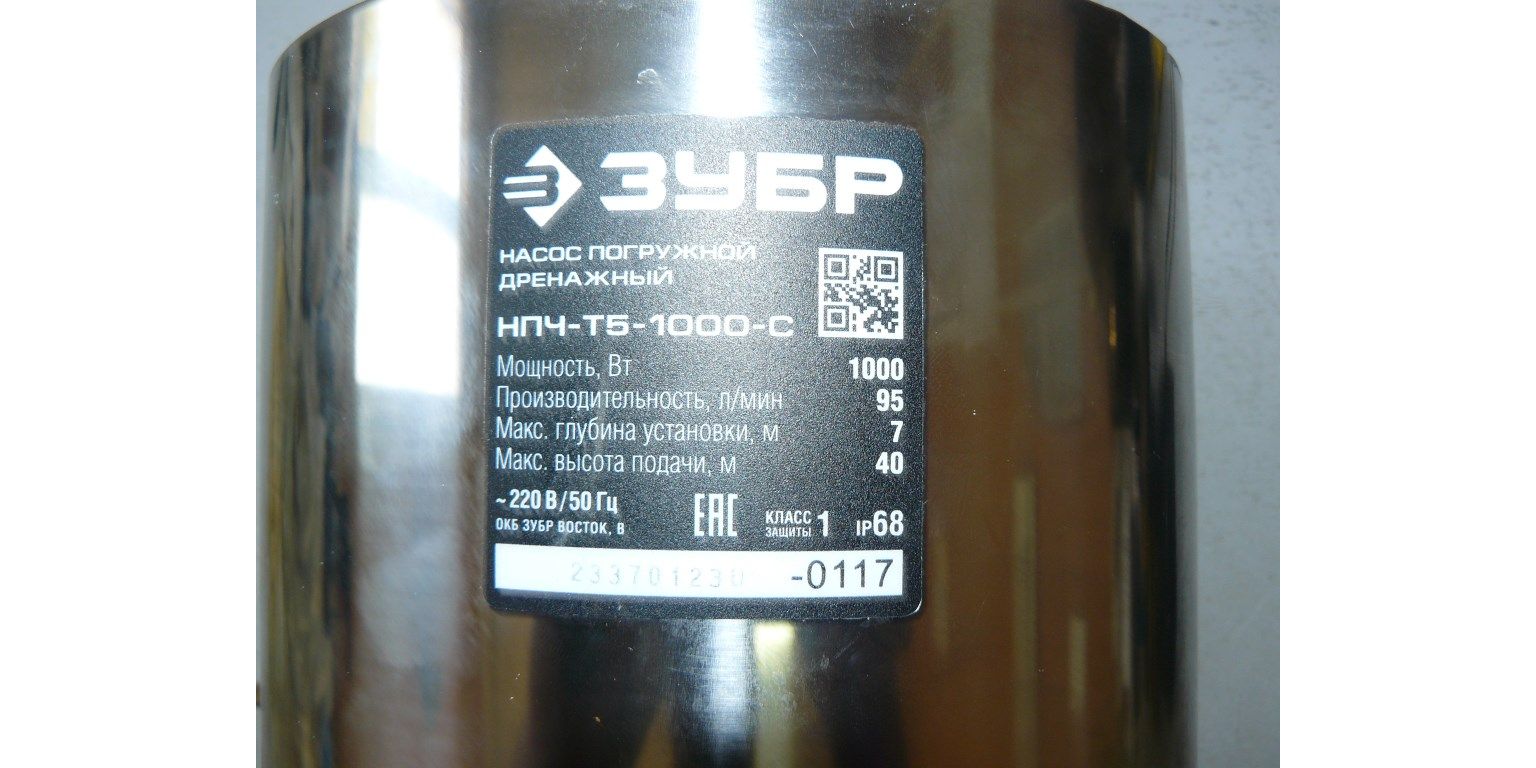 ЗУБР
НАСОС ПОГРУЖНОЙ
ДРЕНАЖНЫЙ
НПЧ-Т5-1000-С
Мощность, Вт 1000
Производительность, л/мин 95
Макс. глубина установки, м 7
Макс. высота подачи, м 40
~ 220 В/50 Гц
ОКБ ЗУБР ВОСТОК, В
ЕАС
КЛАСС ЗАЩИТЫ 1 IP68
233701230 -0117